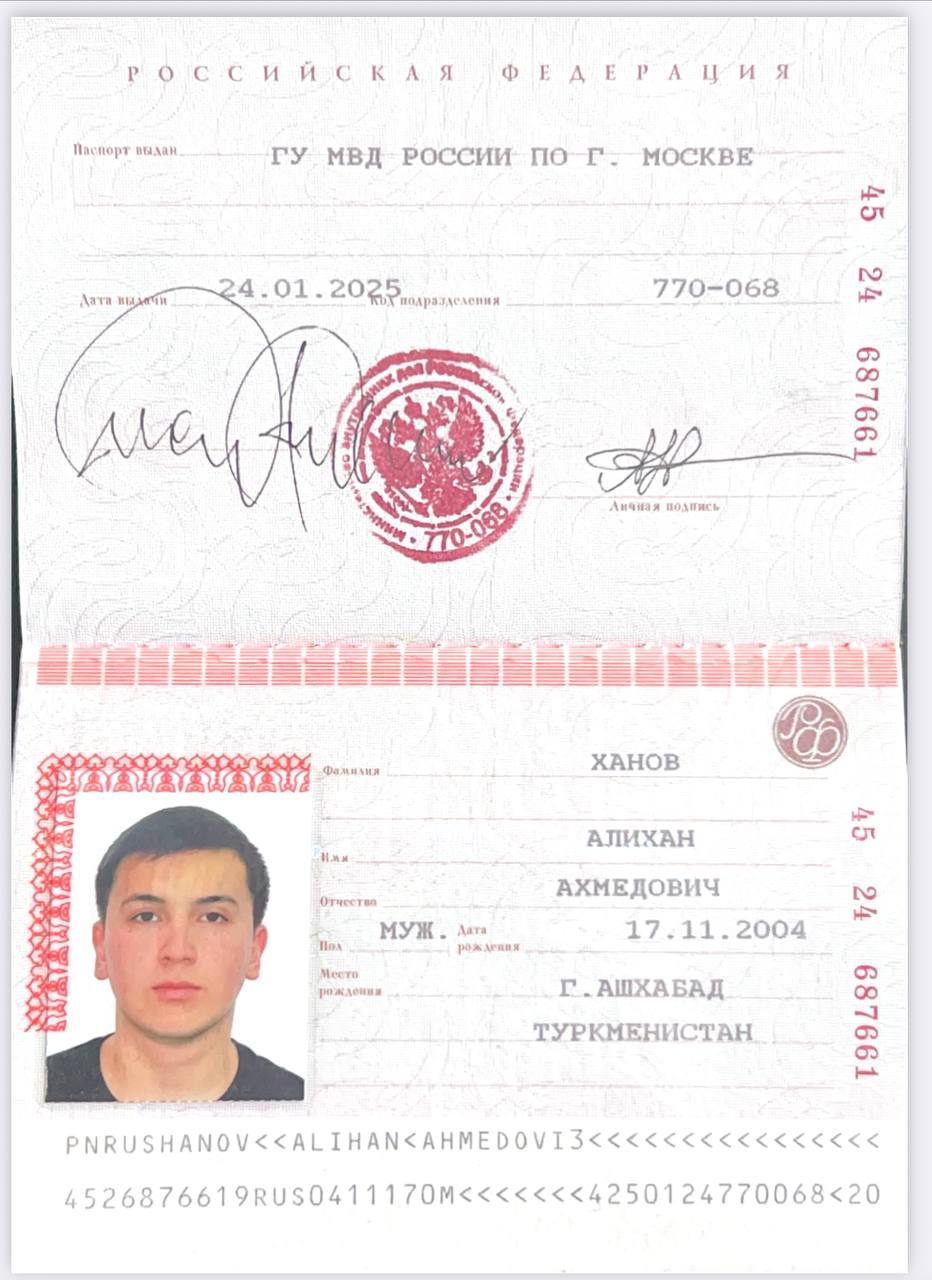 РОССИЙСКАЯ ФЕДЕРАЦИЯ
Паспорт выдан ГУ МВД РОССИИ ПО Г. МОСКВЕ
Дата выдачи 24.01.2025 Код подразделения 770-068
45 24 687661
770-068
Личная подпись
РФ
Фамилия ХАНОВ
Имя АЛИХАН
Отчество АХМЕДОВИЧ
Пол МУЖ. Дата рождения 17.11.2004
Место рождения Г.АШХАБАД
ТУРКМЕНИСТАН
45 24 687661
PNRUSHANOV<<ALIHAN<AHMEDOVI3<<<<<<<<<<<<<<<<
4526876619RUS0411170M<<<<<<<4250124770068<20